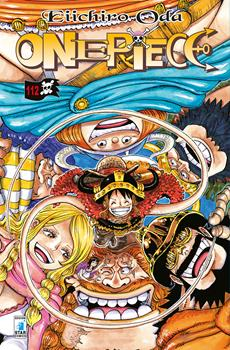 Eiichiro Oda
ONE PIECE
112
STAR
COMICS